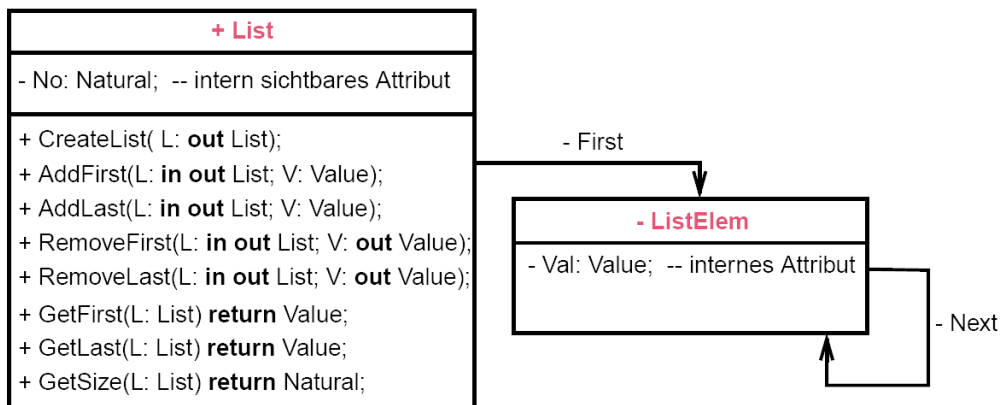 + List
- No: Natural;  -- intern sichtbares Attribut
+ CreateList( L: out List);
+ AddFirst(L: in out List; V: Value);
+ AddLast(L: in out List; V: Value);
+ RemoveFirst(L: in out List; V: out Value);
+ RemoveLast(L: in out List; V: out Value);
+ GetFirst(L: List) return Value;
+ GetLast(L: List) return Value;
+ GetSize(L: List) return Natural;
- First
- ListElem
- Val: Value;  -- internes Attribut
- Next